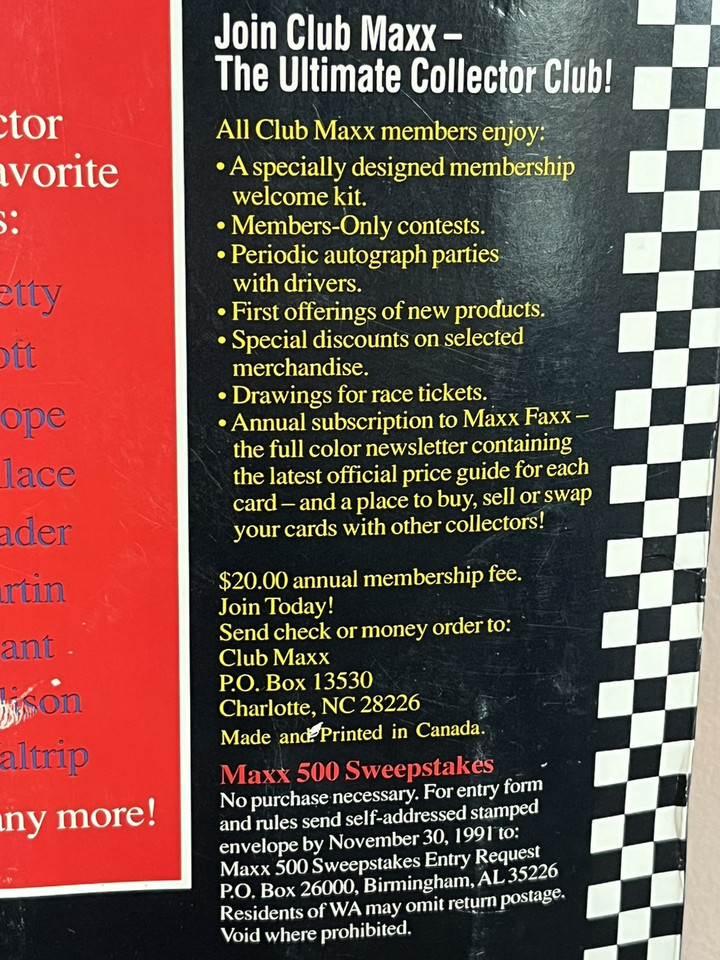 ctor
avorite
s:
etty
ott
ope
llace
ader
artin
ant
lison
altrip
any more!
Join Club Maxx –
The Ultimate Collector Club!
All Club Maxx members enjoy:
• A specially designed membership
welcome kit.
• Members-Only contests.
• Periodic autograph parties
with drivers.
• First offerings of new products.
• Special discounts on selected
merchandise.
• Drawings for race tickets.
• Annual subscription to Maxx Faxx –
the full color newsletter containing
the latest official price guide for each
card – and a place to buy, sell or swap
your cards with other collectors!
$20.00 annual membership fee.
Join Today!
Send check or money order to:
Club Maxx
P.O. Box 13530
Charlotte, NC 28226
Made and Printed in Canada.
Maxx 500 Sweepstakes
No purchase necessary. For entry form
and rules send self-addressed stamped
envelope by November 30, 1991 to:
Maxx 500 Sweepstakes Entry Request
P.O. Box 26000, Birmingham, AL 35226
Residents of WA may omit return postage.
Void where prohibited.